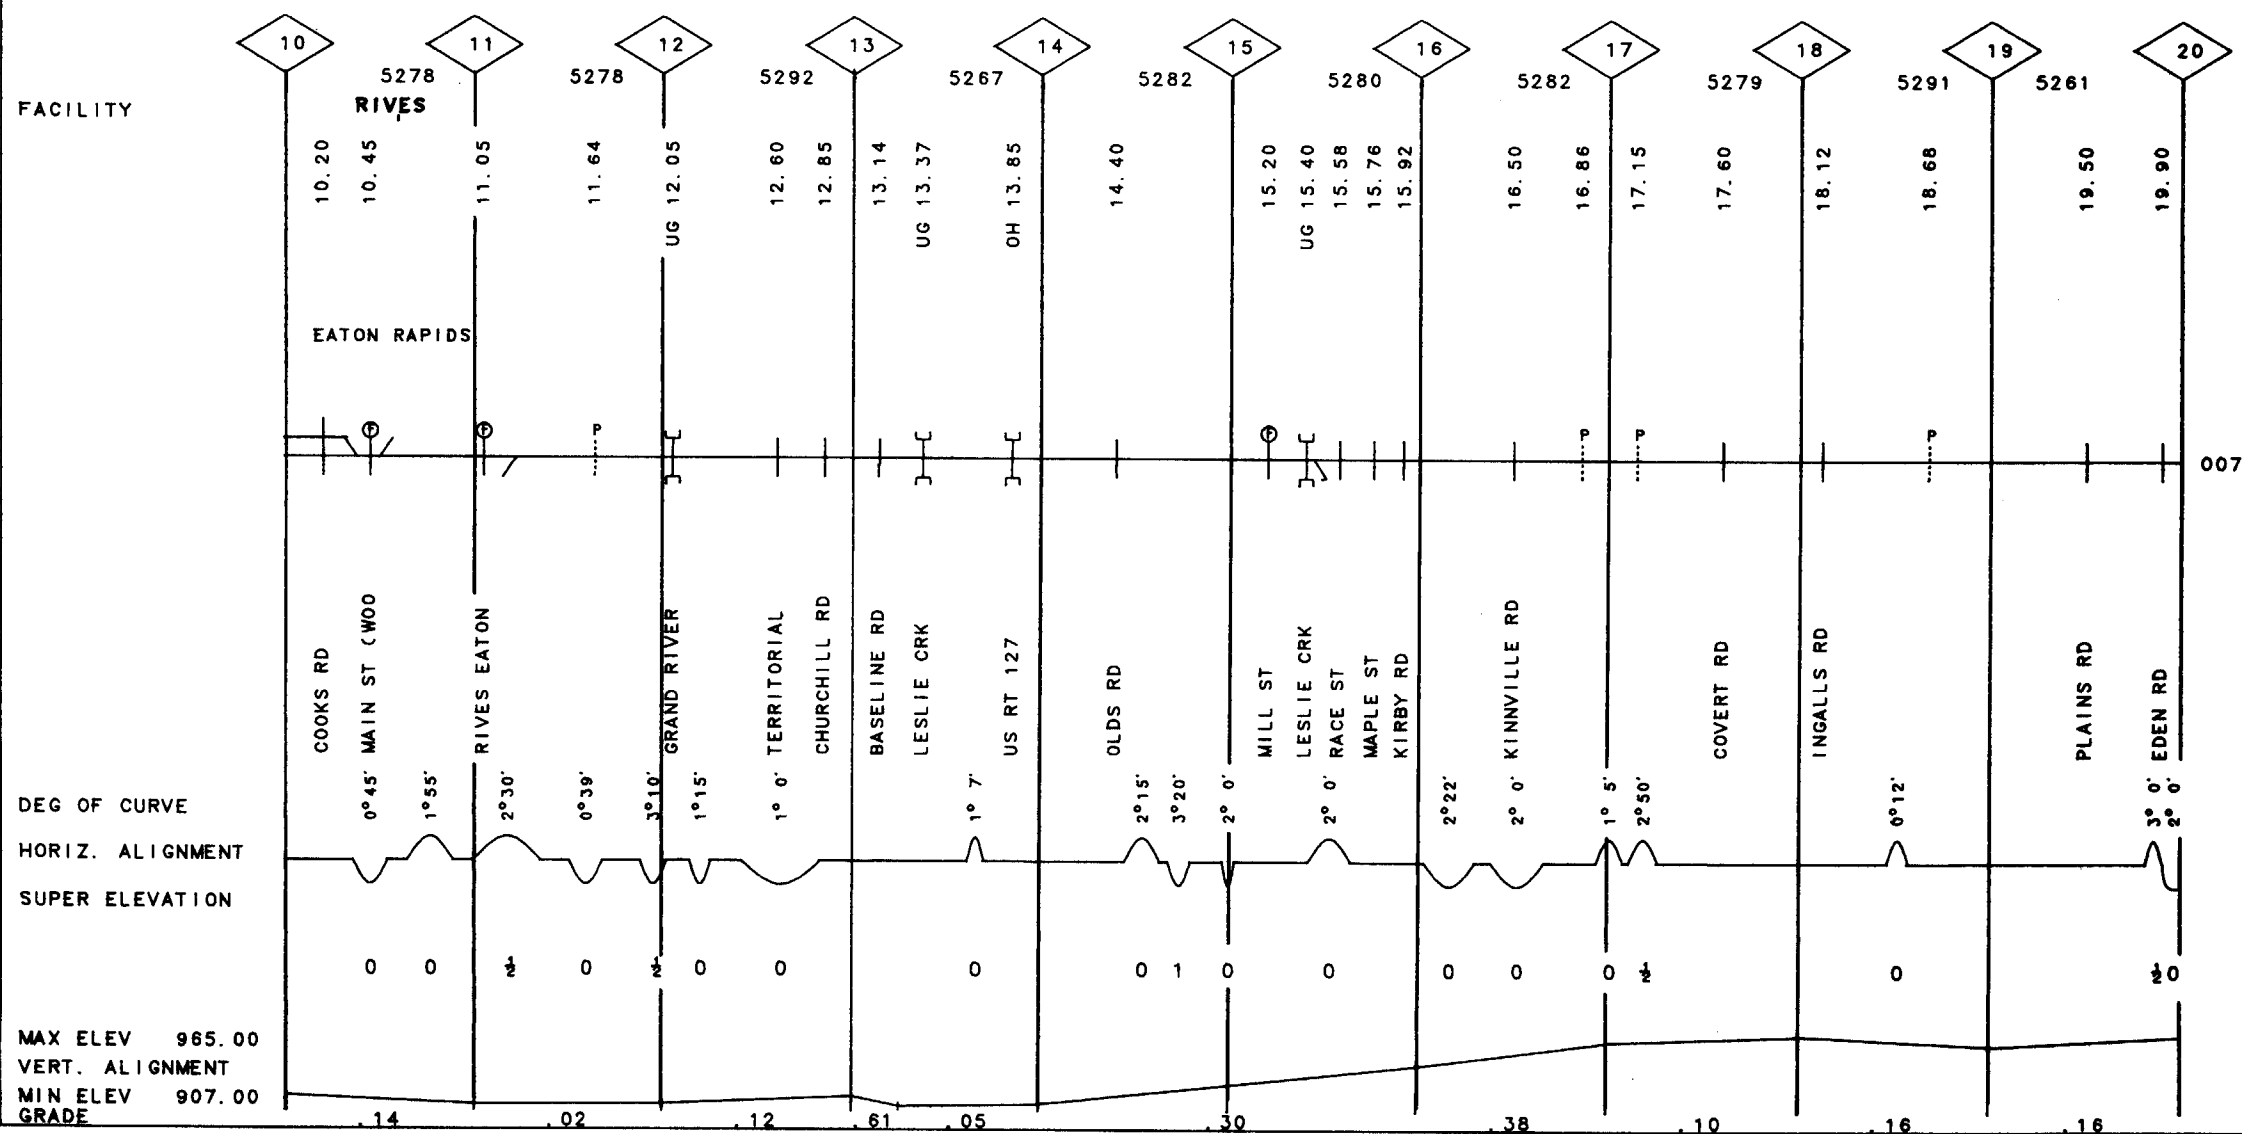 10 11 12 13 14 15 16 17 18 19 20
5278 5278 5292 5267 5282 5280 5282 5279 5291 5261
FACILITY RIVES
10.20 10.45 11.05 11.64 UG 12.05 12.60 12.85 13.14 UG 13.37 OH 13.85 14.40 15.20 UG 15.40 15.58 15.76 15.92 16.50 16.86 17.15 17.60 18.12 18.68 19.50 19.90
EATON RAPIDS
F F P F P P P
007
COOKS RD
MAIN ST (WOO
RIVES EATON
GRAND RIVER
TERRITORIAL
CHURCHILL RD
BASELINE RD
LESLIE CRK
US RT 127
OLDS RD
MILL ST
LESLIE CRK
RACE ST
MAPLE ST
KIRBY RD
KINNVILLE RD
COVERT RD
INGALLS RD
PLAINS RD
EDEN RD
DEG OF CURVE 0°45' 1°55' 2°30' 0°39' 3°10' 1°15' 1° 0' 1° 7' 2°15' 3°20' 2° 0' 2° 0' 2°22' 2° 0' 1° 5' 2°50' 0°12' 3° 0' 2° 0'
HORIZ. ALIGNMENT
SUPER ELEVATION
0 0 ½ 0 ½ 0 0 0 0 1 0 0 0 0 0 ½ 0 ½ 0
MAX ELEV 965.00
VERT. ALIGNMENT
MIN ELEV 907.00
GRADE .14 .02 .12 .61 .05 .30 .38 .10 .16 .16